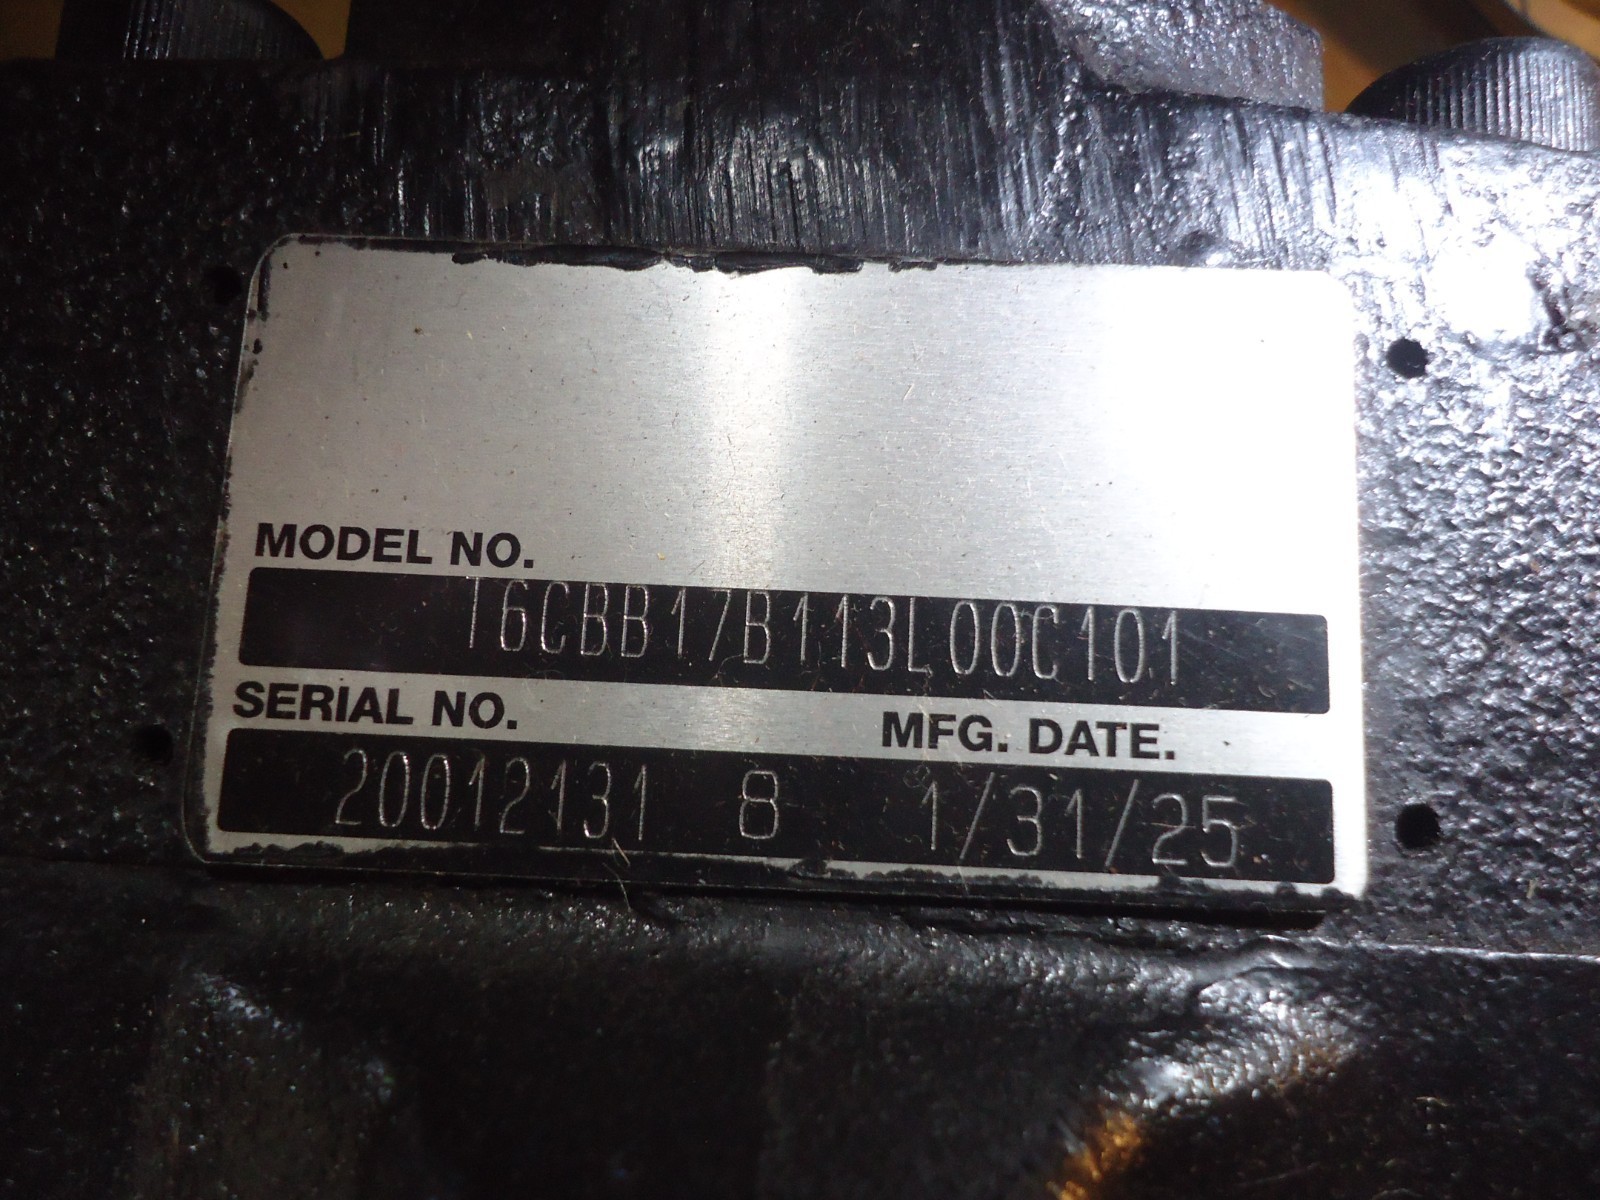 MODEL NO.
T6CBB17B113L00C101
SERIAL NO. MFG. DATE.
20012131 8 1/31/25